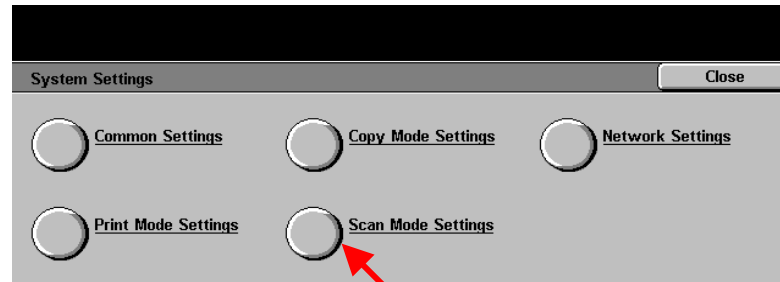 System Settings
Close
Common Settings
Copy Mode Settings
Network Settings
Print Mode Settings
Scan Mode Settings